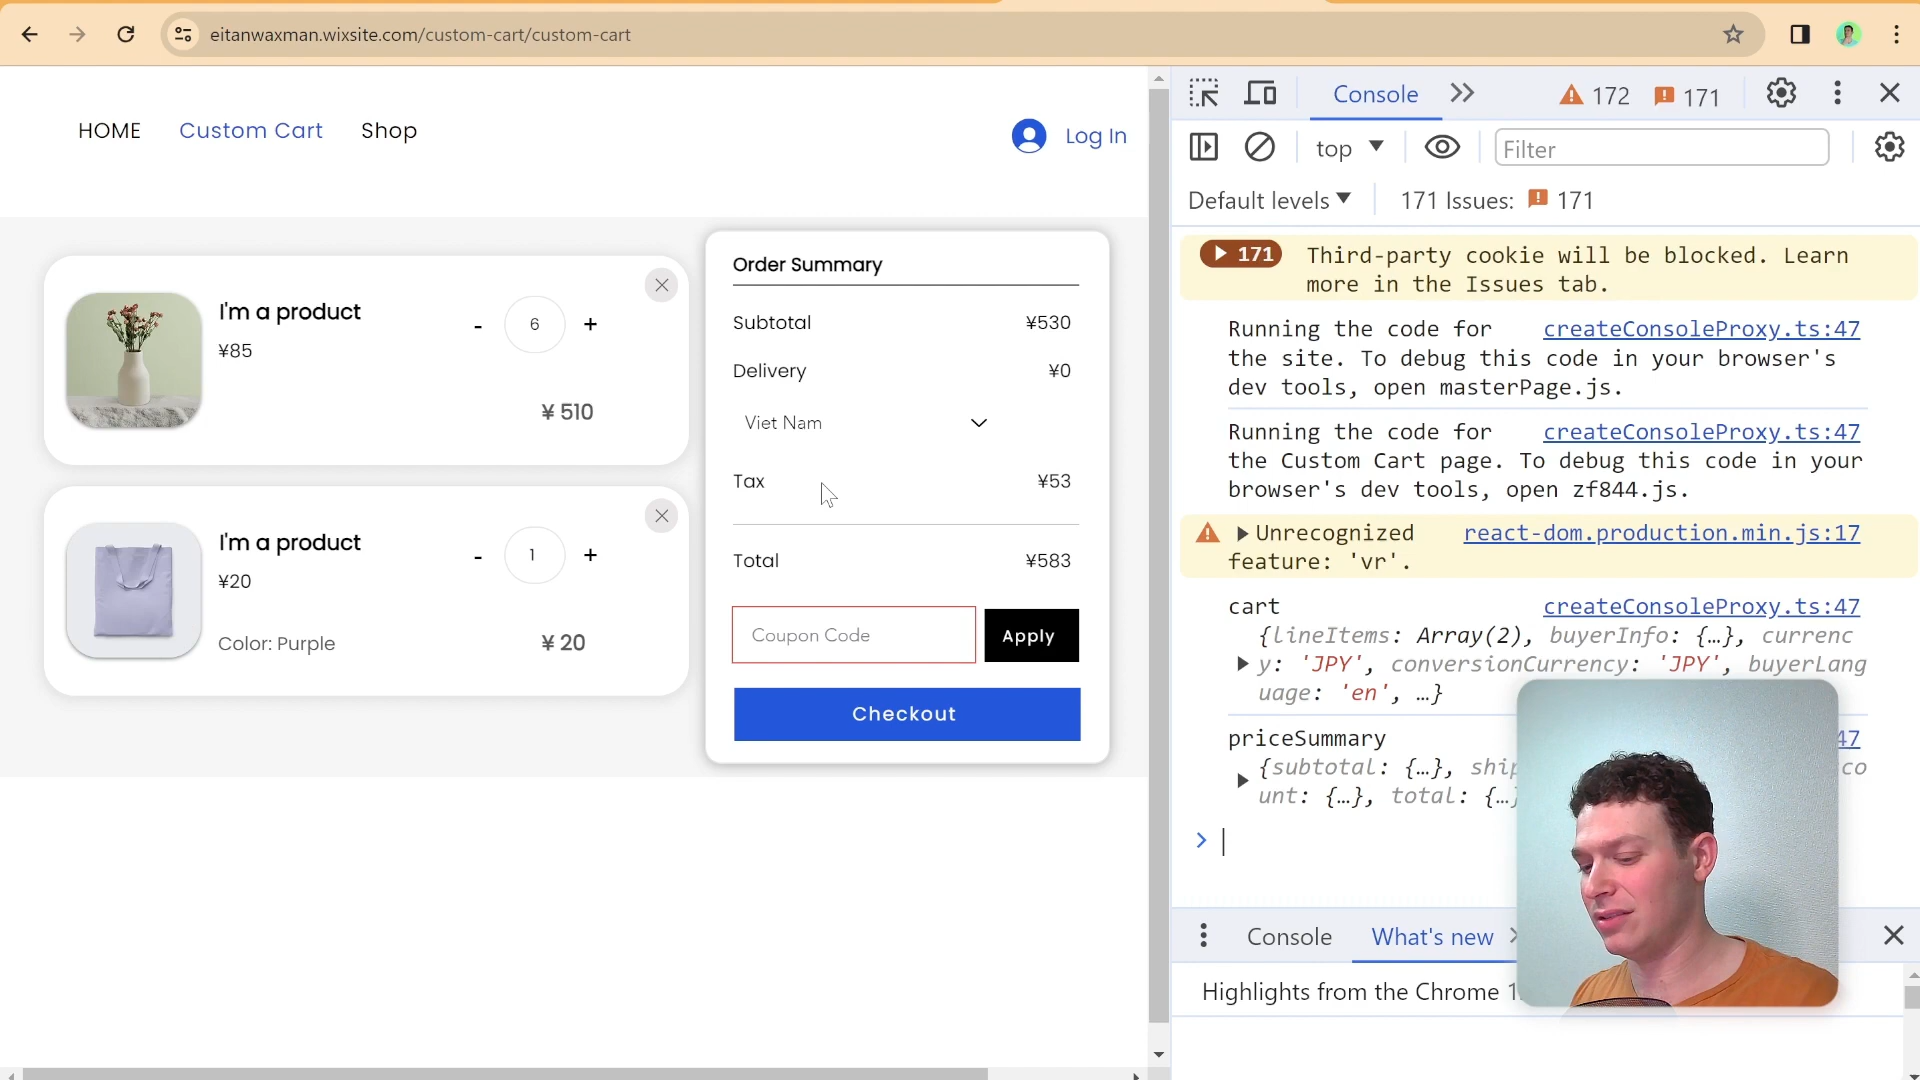 eitanwaxman.wixsite.com/custom-cart/custom-cart
HOME
Custom Cart
Shop
Log In
I'm a product
¥85
-
6
+
¥ 510
I'm a product
¥20
Color: Purple
-
1
+
¥ 20
Order Summary
Subtotal ¥530
Delivery ¥0
Viet Nam
Tax ¥53
Total ¥583
Coupon Code
Apply
Checkout
Console
172
171
top
Filter
Default levels
171 Issues: 171
171 Third-party cookie will be blocked. Learn
more in the Issues tab.
Running the code for createConsoleProxy.ts:47
the site. To debug this code in your browser's
dev tools, open masterPage.js.
Running the code for createConsoleProxy.ts:47
the Custom Cart page. To debug this code in your
browser's dev tools, open zf844.js.
Unrecognized react-dom.production.min.js:17
feature: 'vr'.
cart createConsoleProxy.ts:47
{lineItems: Array(2), buyerInfo: {…}, currenc
y: 'JPY', conversionCurrency: 'JPY', buyerLang
uage: 'en', …}
priceSummary 47
{subtotal: {…}, ship co
unt: {…}, total: {…
Console
What's new
Highlights from the Chrome